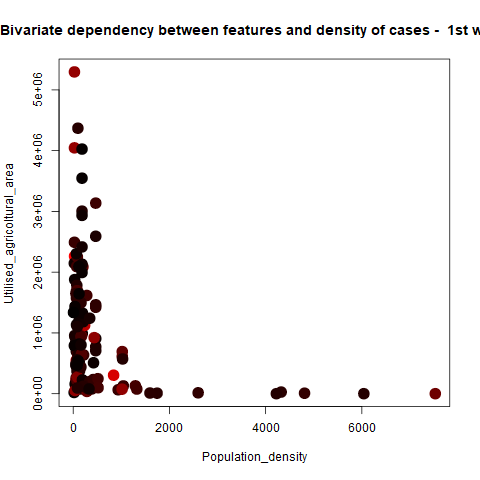 Bivariate dependency between features and density of cases - 1st w
Utilised_agricoltural_area
5e+06
4e+06
3e+06
2e+06
1e+06
0e+00
0 2000 4000 6000
Population_density